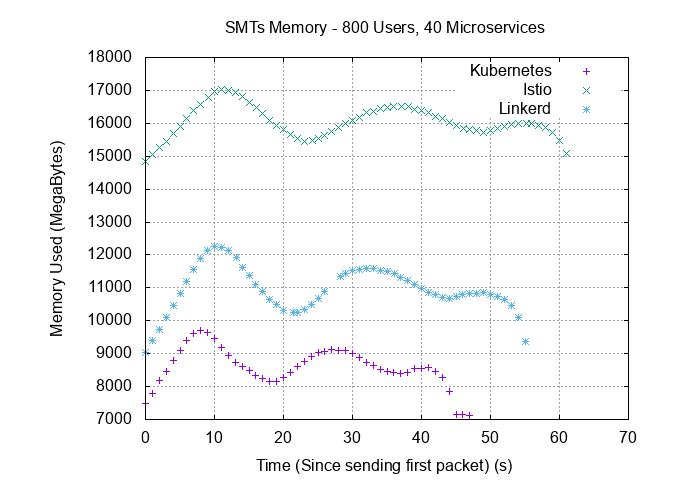 SMTs Memory - 800 Users, 40 Microservices
18000
17000
16000
15000
14000
13000
12000
11000
10000
9000
8000
7000
Memory Used (MegaBytes)
Kubernetes
Istio
Linkerd
0 10 20 30 40 50 60 70
Time (Since sending first packet) (s)